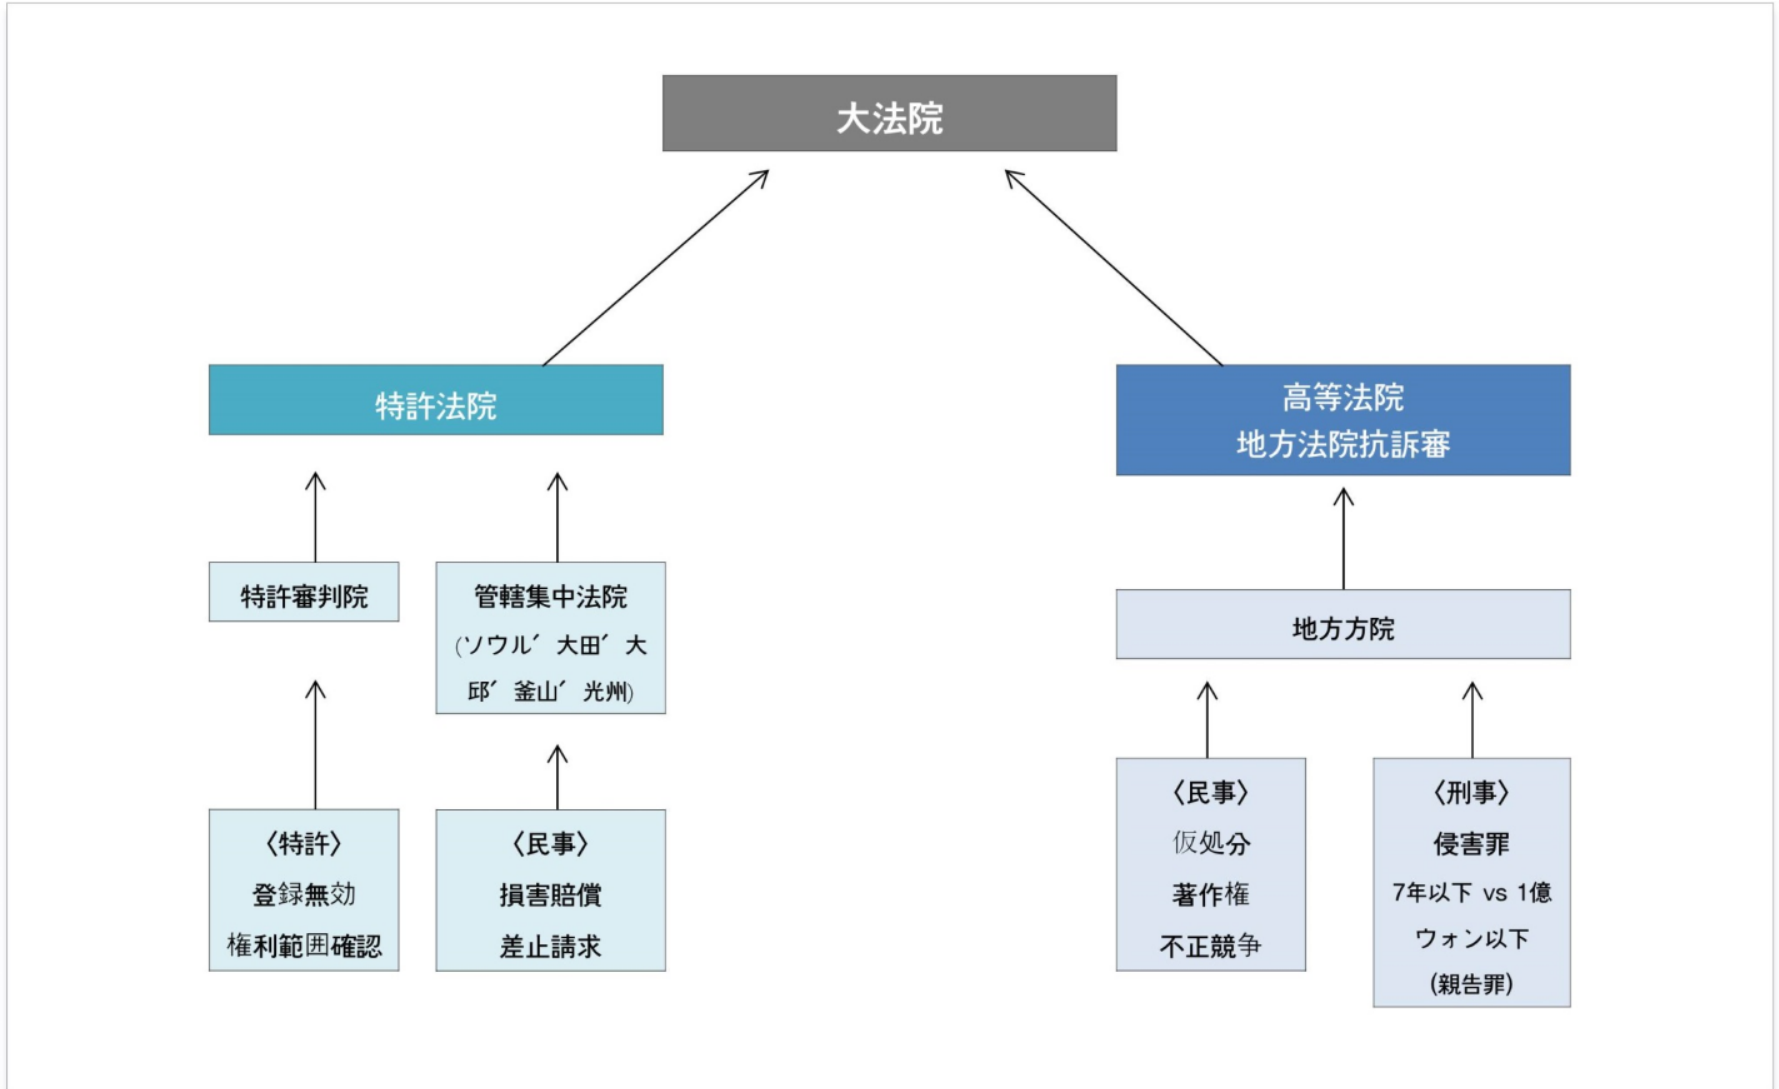 大法院
特許法院
高等法院
地方法院抗訴審
特許審判院
管轄集中法院
(ソウル′ 大田′ 大
邱′ 釜山′ 光州)
地方方院
〈特許〉
登録無効
権利範囲確認
〈民事〉
損害賠償
差止請求
〈民事〉
仮処分
著作権
不正競争
〈刑事〉
侵害罪
7年以下 vs 1億
ウォン以下
(親告罪)